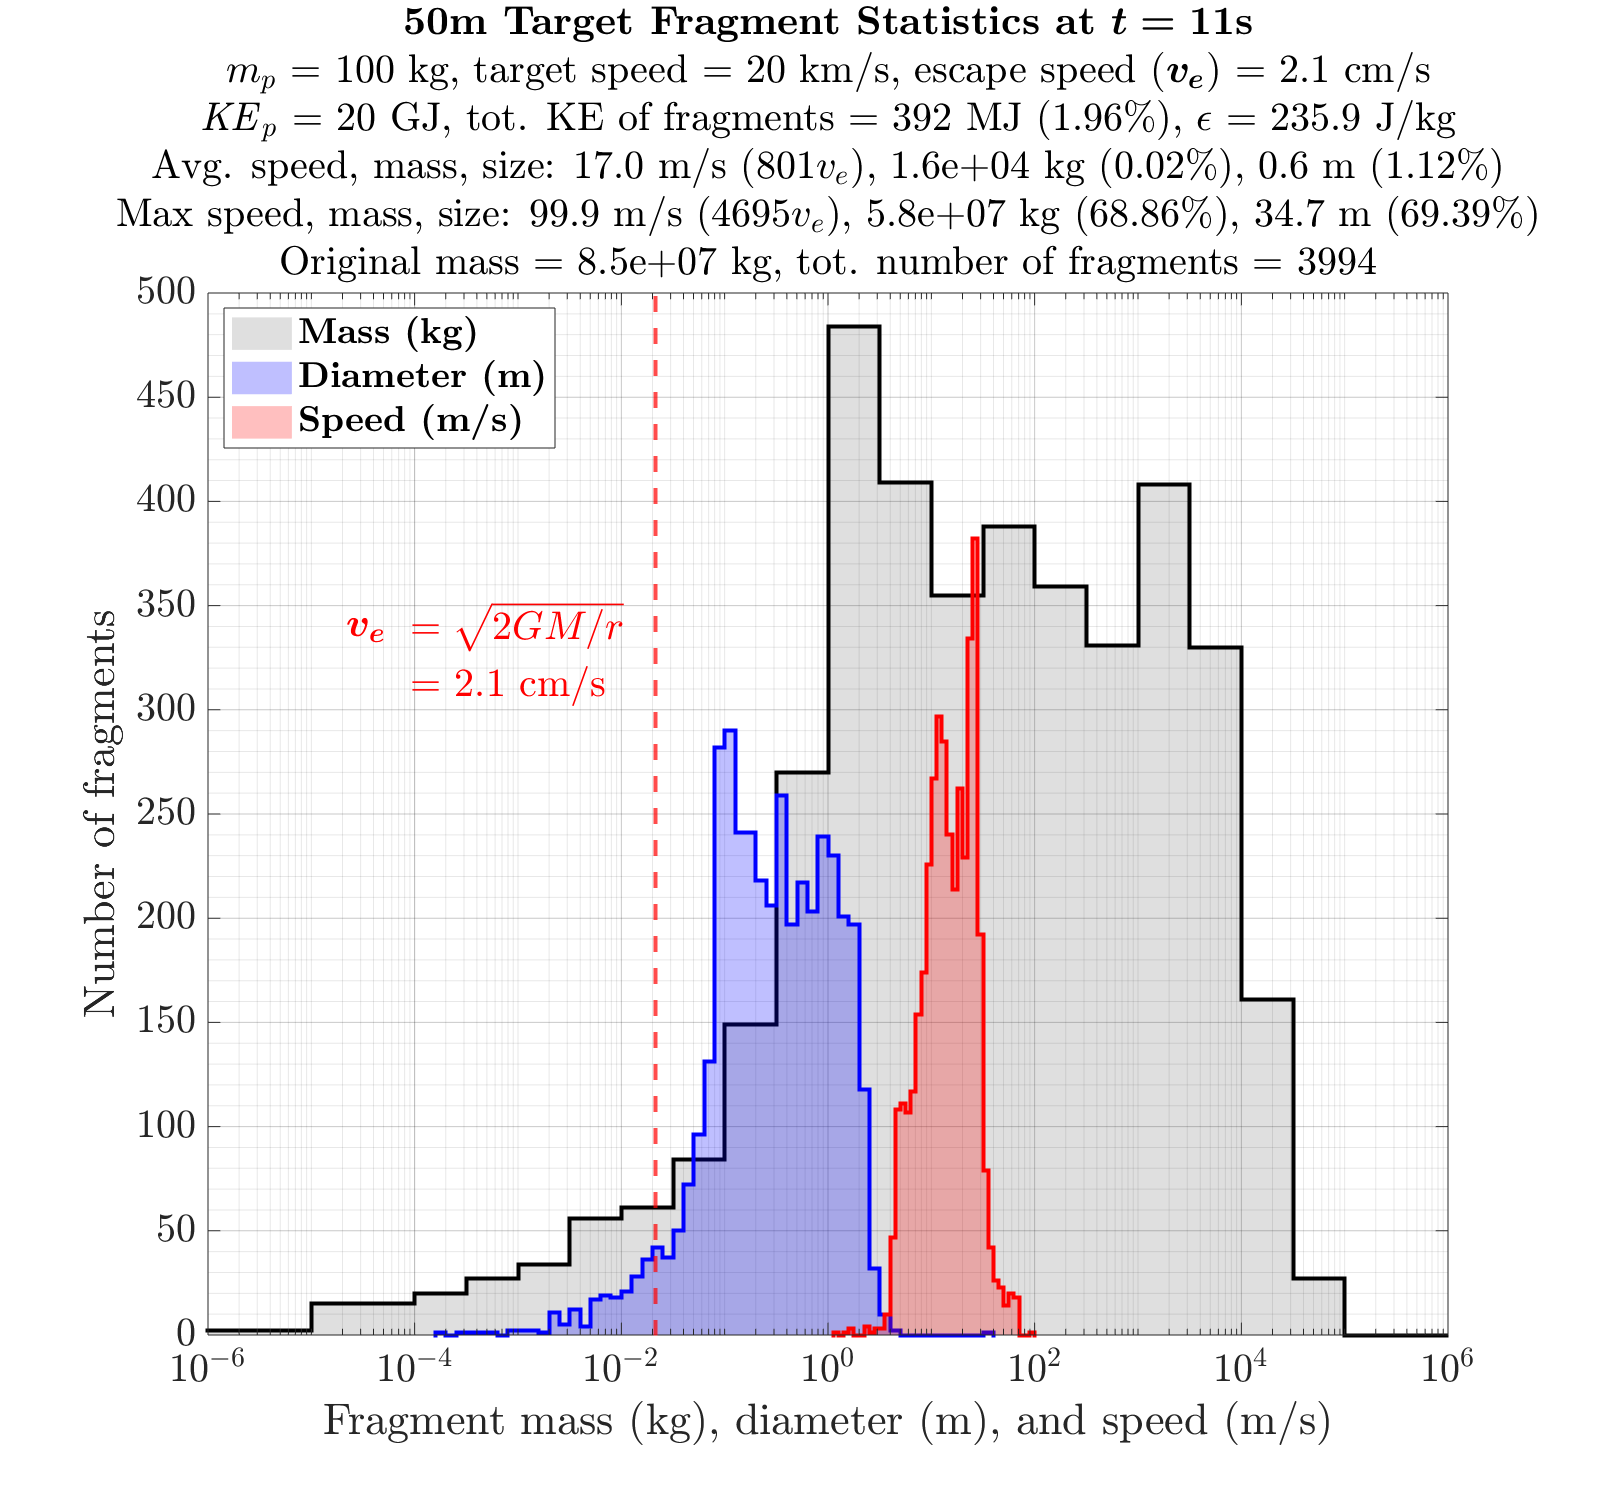 50m Target Fragment Statistics at t = 11s
m_p = 100 kg, target speed = 20 km/s, escape speed (v_e) = 2.1 cm/s
KE_p = 20 GJ, tot. KE of fragments = 392 MJ (1.96%), ϵ = 235.9 J/kg
Avg. speed, mass, size: 17.0 m/s (801v_e), 1.6e+04 kg (0.02%), 0.6 m (1.12%)
Max speed, mass, size: 99.9 m/s (4695v_e), 5.8e+07 kg (68.86%), 34.7 m (69.39%)
Original mass = 8.5e+07 kg, tot. number of fragments = 3994
Mass (kg)
Diameter (m)
Speed (m/s)
v_e = √2GM/r
= 2.1 cm/s
Number of fragments
500
450
400
350
300
250
200
150
100
50
0
10^−6 10^−4 10^−2 10^0 10^2 10^4 10^6
Fragment mass (kg), diameter (m), and speed (m/s)